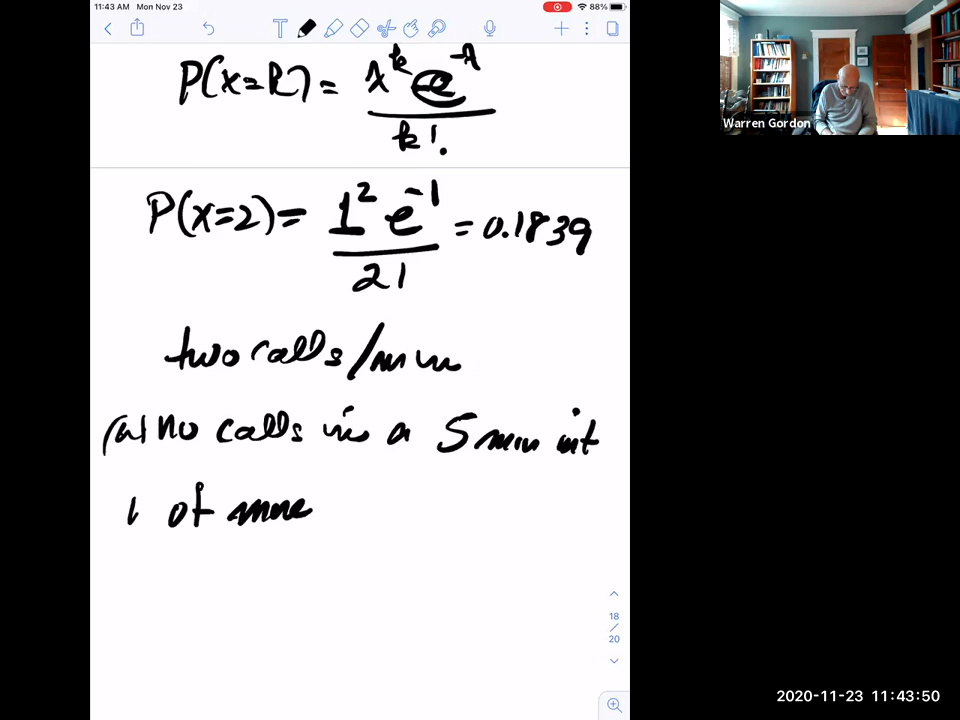 11:43 AM Mon Nov 23
88%
P(x=k) = λ^k e^-λ / k!
P(x=2) = 1^2 e^-1 / 2! = 0.1839
two calls/min
(a) no calls in a 5 min int
1 of more
18
/
20
Warren Gordon
2020-11-23 11:43:50